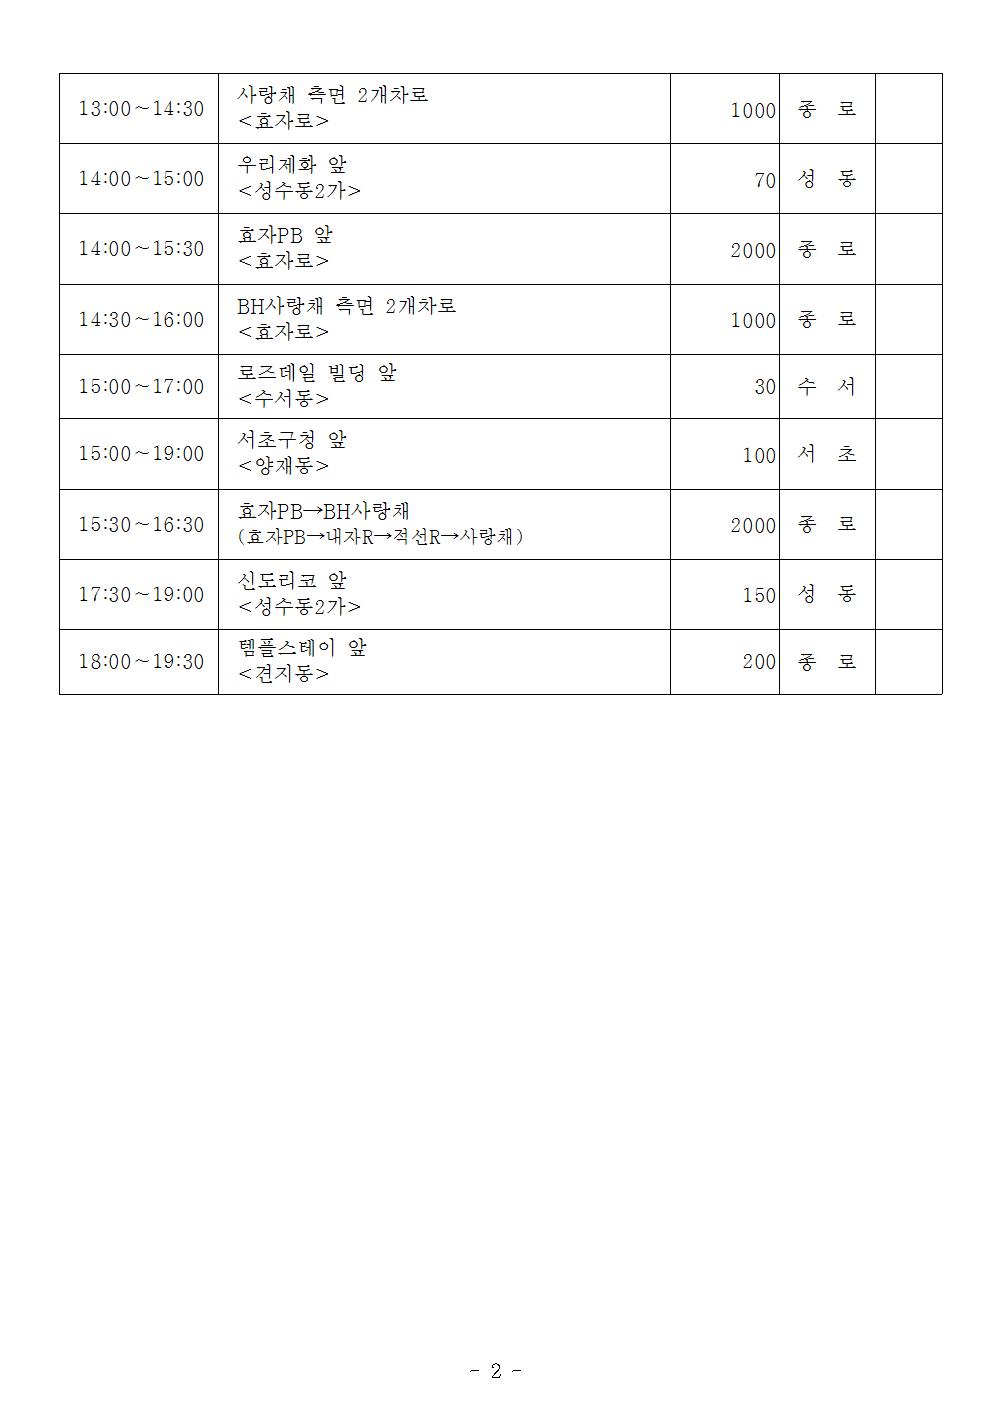 13:00~14:30 사랑채 측면 2개차로 1000 종 로
<효자로>
14:00~15:00 우리제화 앞 70 성 동
<성수동2가>
14:00~15:30 효자PB 앞 2000 종 로
<효자로>
14:30~16:00 BH사랑채 측면 2개차로 1000 종 로
<효자로>
15:00~17:00 로즈데일 빌딩 앞 30 수 서
<수서동>
15:00~19:00 서초구청 앞 100 서 초
<양재동>
15:30~16:30 효자PB→BH사랑채 2000 종 로
(효자PB→내자R→적선R→사랑채)
17:30~19:00 신도리코 앞 150 성 동
<성수동2가>
18:00~19:30 템플스테이 앞 200 종 로
<견지동>
- 2 -